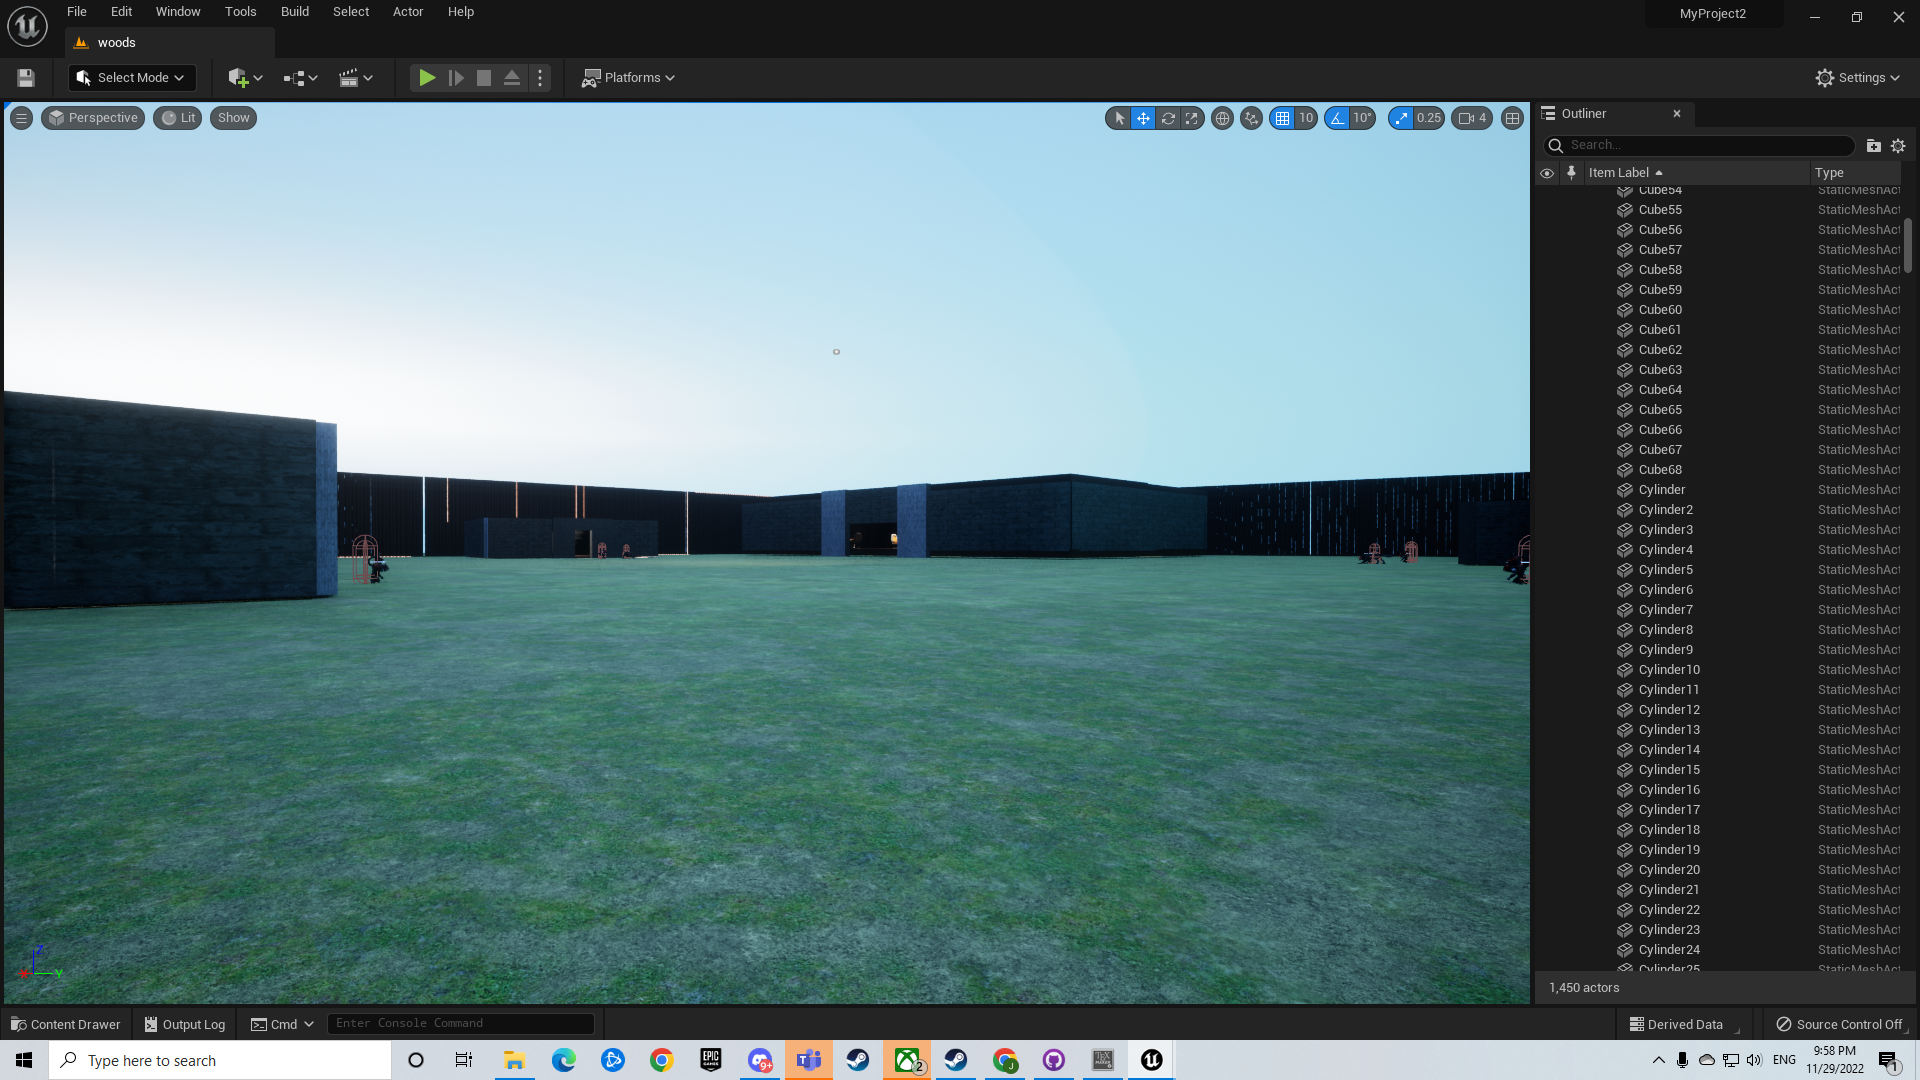 File Edit Window Tools Build Select Actor Help
MyProject2
woods
Select Mode
Platforms
Settings
Perspective Lit Show
10 10° 0.25 4
Outliner
Search...
Item Label Type
Cube54 StaticMeshAct
Cube55 StaticMeshAct
Cube56 StaticMeshAct
Cube57 StaticMeshAct
Cube58 StaticMeshAct
Cube59 StaticMeshAct
Cube60 StaticMeshAct
Cube61 StaticMeshAct
Cube62 StaticMeshAct
Cube63 StaticMeshAct
Cube64 StaticMeshAct
Cube65 StaticMeshAct
Cube66 StaticMeshAct
Cube67 StaticMeshAct
Cube68 StaticMeshAct
Cylinder StaticMeshAct
Cylinder2 StaticMeshAct
Cylinder3 StaticMeshAct
Cylinder4 StaticMeshAct
Cylinder5 StaticMeshAct
Cylinder6 StaticMeshAct
Cylinder7 StaticMeshAct
Cylinder8 StaticMeshAct
Cylinder9 StaticMeshAct
Cylinder10 StaticMeshAct
Cylinder11 StaticMeshAct
Cylinder12 StaticMeshAct
Cylinder13 StaticMeshAct
Cylinder14 StaticMeshAct
Cylinder15 StaticMeshAct
Cylinder16 StaticMeshAct
Cylinder17 StaticMeshAct
Cylinder18 StaticMeshAct
Cylinder19 StaticMeshAct
Cylinder20 StaticMeshAct
Cylinder21 StaticMeshAct
Cylinder22 StaticMeshAct
Cylinder23 StaticMeshAct
Cylinder24 StaticMeshAct
Cylinder25 StaticMeshAct
1,450 actors
Z
X Y
Content Drawer Output Log Cmd Enter Console Command
Derived Data Source Control Off
Type here to search
EPIC GAMES
9+
T
2
J
ENG
9:58 PM
11/29/2022
1